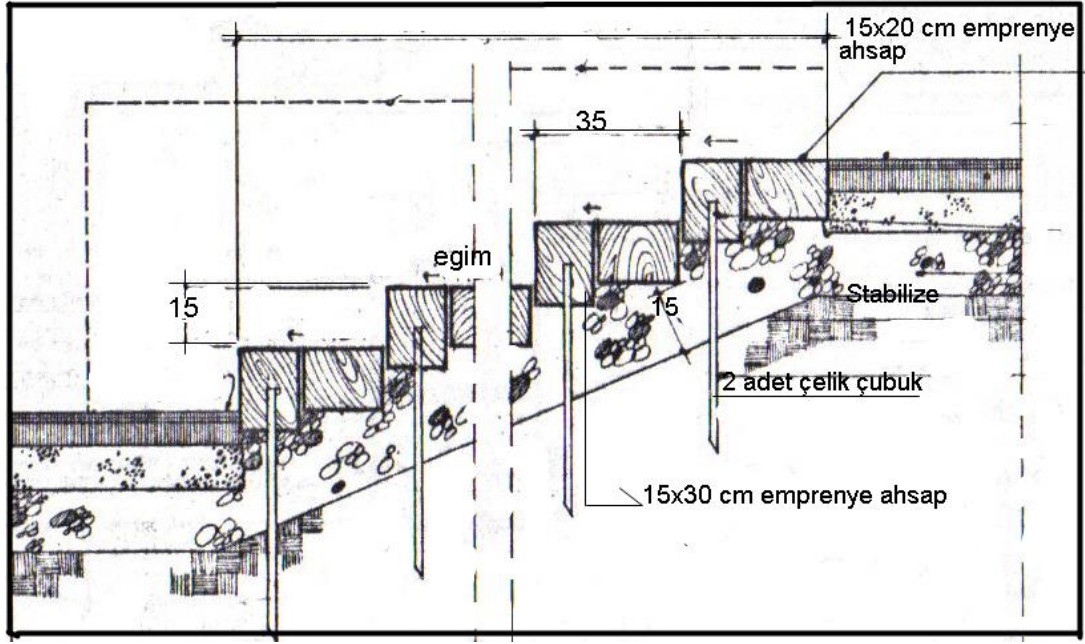 15x20 cm emprenye
ahsap
35
egim
15
15
Stabilize
2 adet çelik çubuk
15x30 cm emprenye ahsap